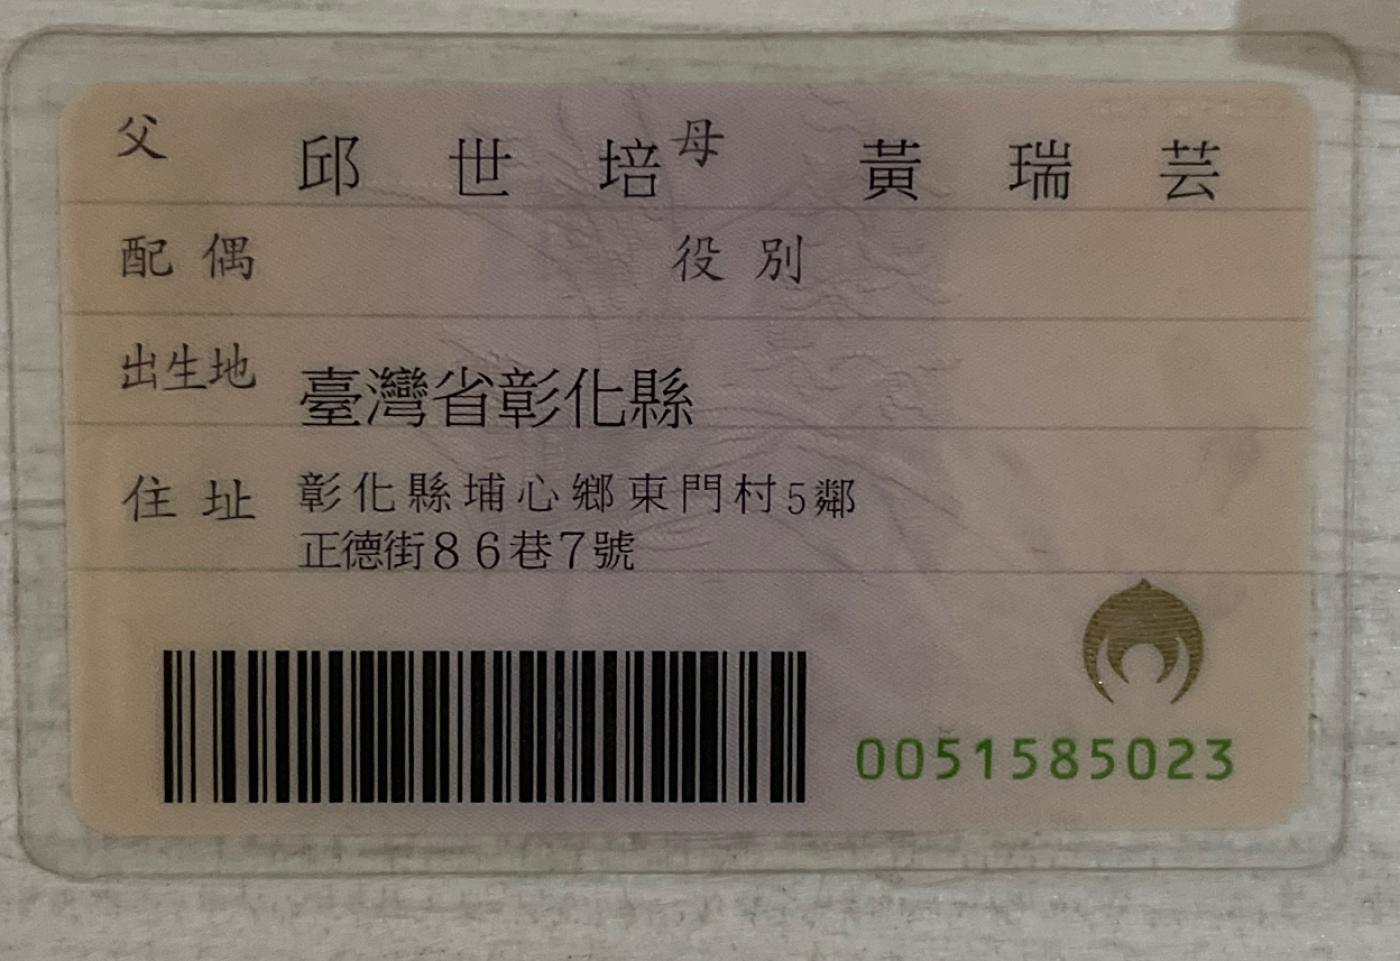 父 邱世培 母 黃瑞芸
配偶 役別
出生地 臺灣省彰化縣
住址 彰化縣埔心鄉東門村5鄰
正德街86巷7號
0051585023